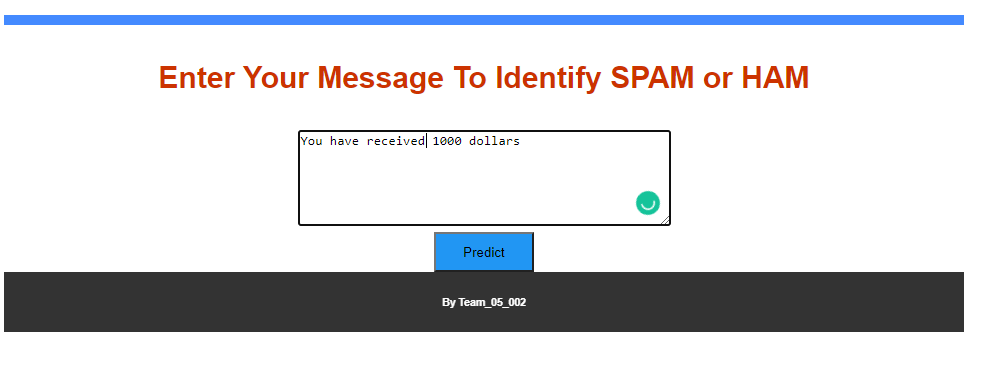 Enter Your Message To Identify SPAM or HAM
You have received 1000 dollars
Predict
By Team_05_002